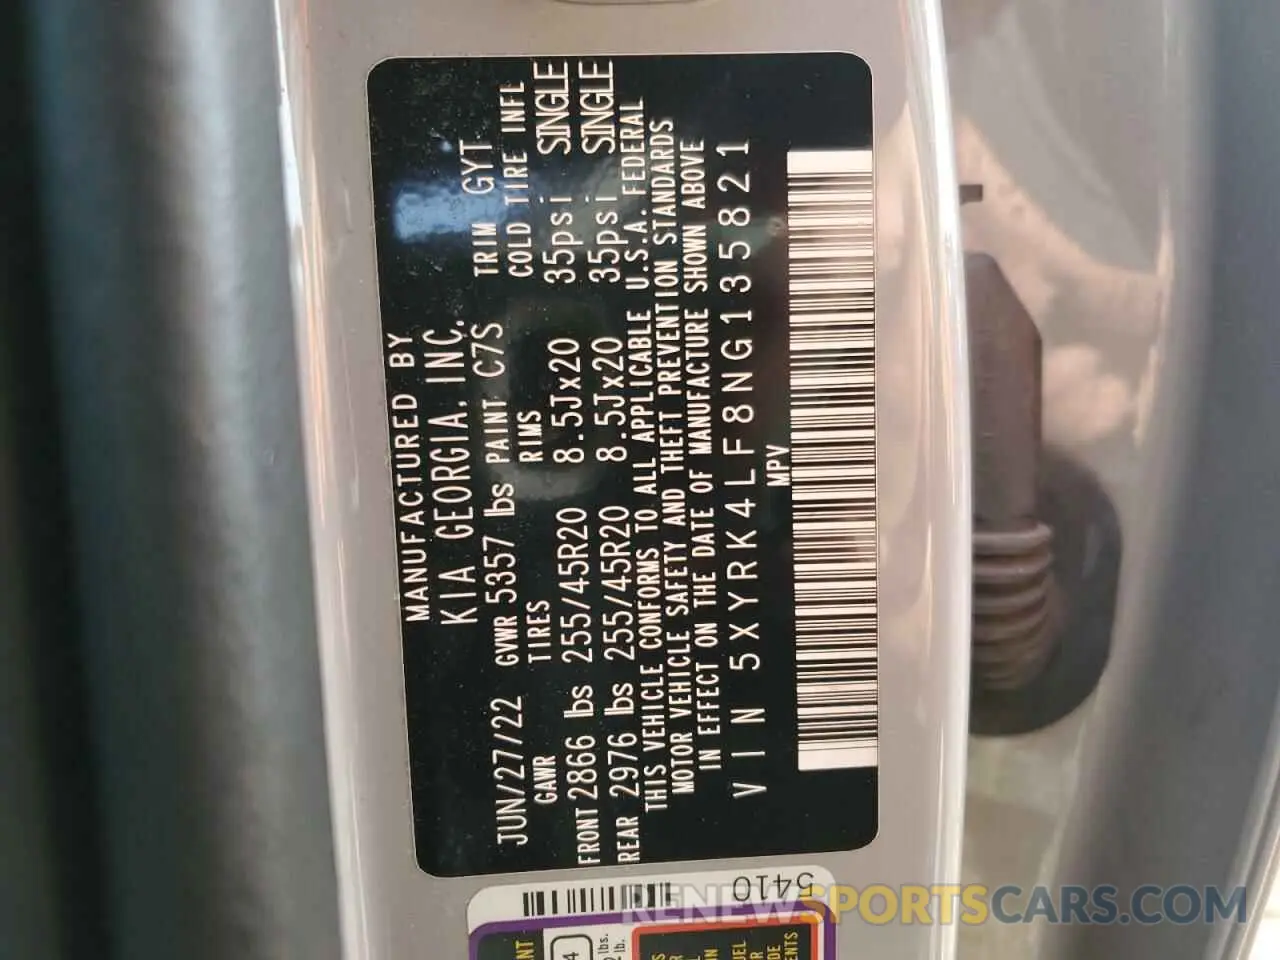 MANUFACTURED BY
KIA GEORGIA, INC.
JUN/27/22 GVWR 5357 lbs PAINT C7S TRIM GYT
GAWR TIRES RIMS COLD TIRE INFL
FRONT 2866 lbs 255/45R20 8.5Jx20 35psi SINGLE
REAR 2976 lbs 255/45R20 8.5Jx20 35psi SINGLE
THIS VEHICLE CONFORMS TO ALL APPLICABLE U.S.A. FEDERAL
MOTOR VEHICLE SAFETY AND THEFT PREVENTION STANDARDS
IN EFFECT ON THE DATE OF MANUFACTURE SHOWN ABOVE
VIN 5XYRK4LF8NG135821
MPV
5410
RENEWSPORTSCARS.COM